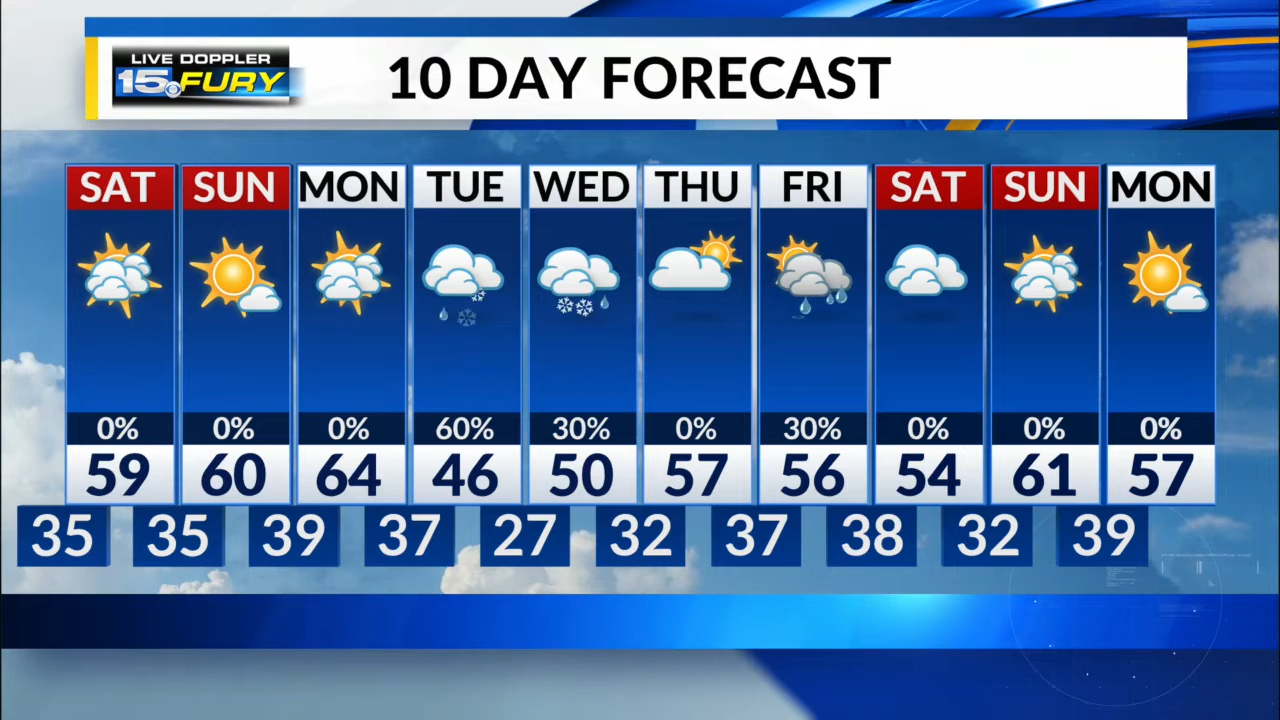 LIVE DOPPLER
15 FURY
10 DAY FORECAST
SAT SUN MON TUE WED THU FRI SAT SUN MON
0% 0% 0% 60% 30% 0% 30% 0% 0% 0%
59 60 64 46 50 57 56 54 61 57
35 35 39 37 27 32 37 38 32 39